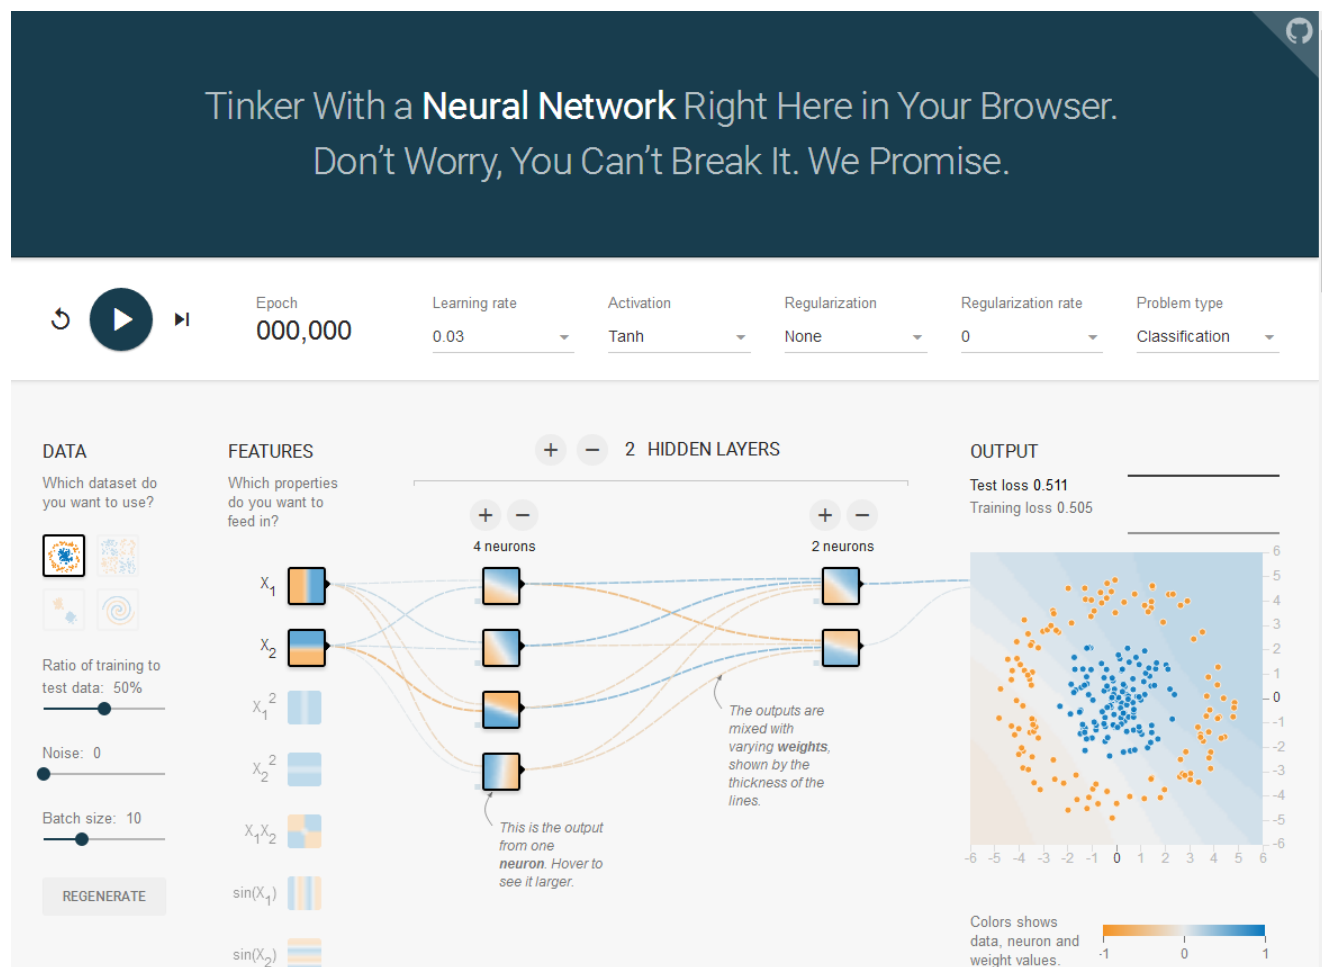 Tinker With a Neural Network Right Here in Your Browser.
Don't Worry, You Can't Break It. We Promise.
Epoch
000,000
Learning rate
0.03
Activation
Tanh
Regularization
None
Regularization rate
0
Problem type
Classification
DATA
Which dataset do
you want to use?
Ratio of training to
test data: 50%
Noise: 0
Batch size: 10
REGENERATE
FEATURES
Which properties
do you want to
feed in?
X1
X2
X1²
X2²
X1X2
sin(X1)
sin(X2)
+ − 2 HIDDEN LAYERS
+ −
4 neurons
+ −
2 neurons
This is the output
from one
neuron. Hover to
see it larger.
The outputs are
mixed with
varying weights,
shown by the
thickness of the
lines.
OUTPUT
Test loss 0.511
Training loss 0.505
6
5
4
3
2
1
0
-1
-2
-3
-4
-5
-6
-6 -5 -4 -3 -2 -1 0 1 2 3 4 5 6
Colors shows
data, neuron and
weight values.
-1 0 1